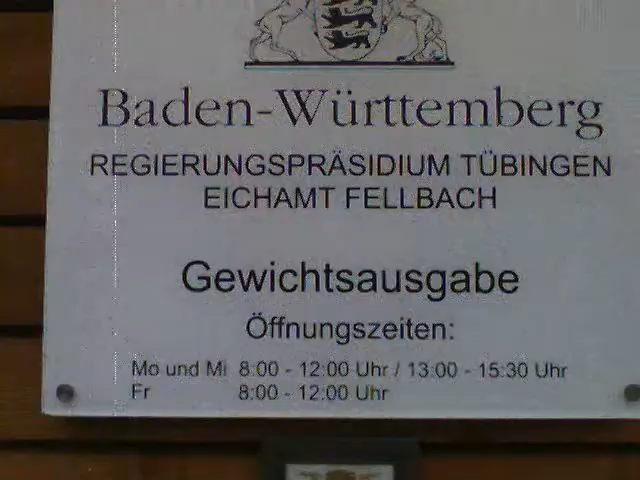 Baden-Württemberg
REGIERUNGSPRÄSIDIUM TÜBINGEN
EICHAMT FELLBACH
Gewichtsausgabe
Öffnungszeiten:
Mo und Mi 8:00 - 12:00 Uhr / 13:00 - 15:30 Uhr
Fr 8:00 - 12:00 Uhr